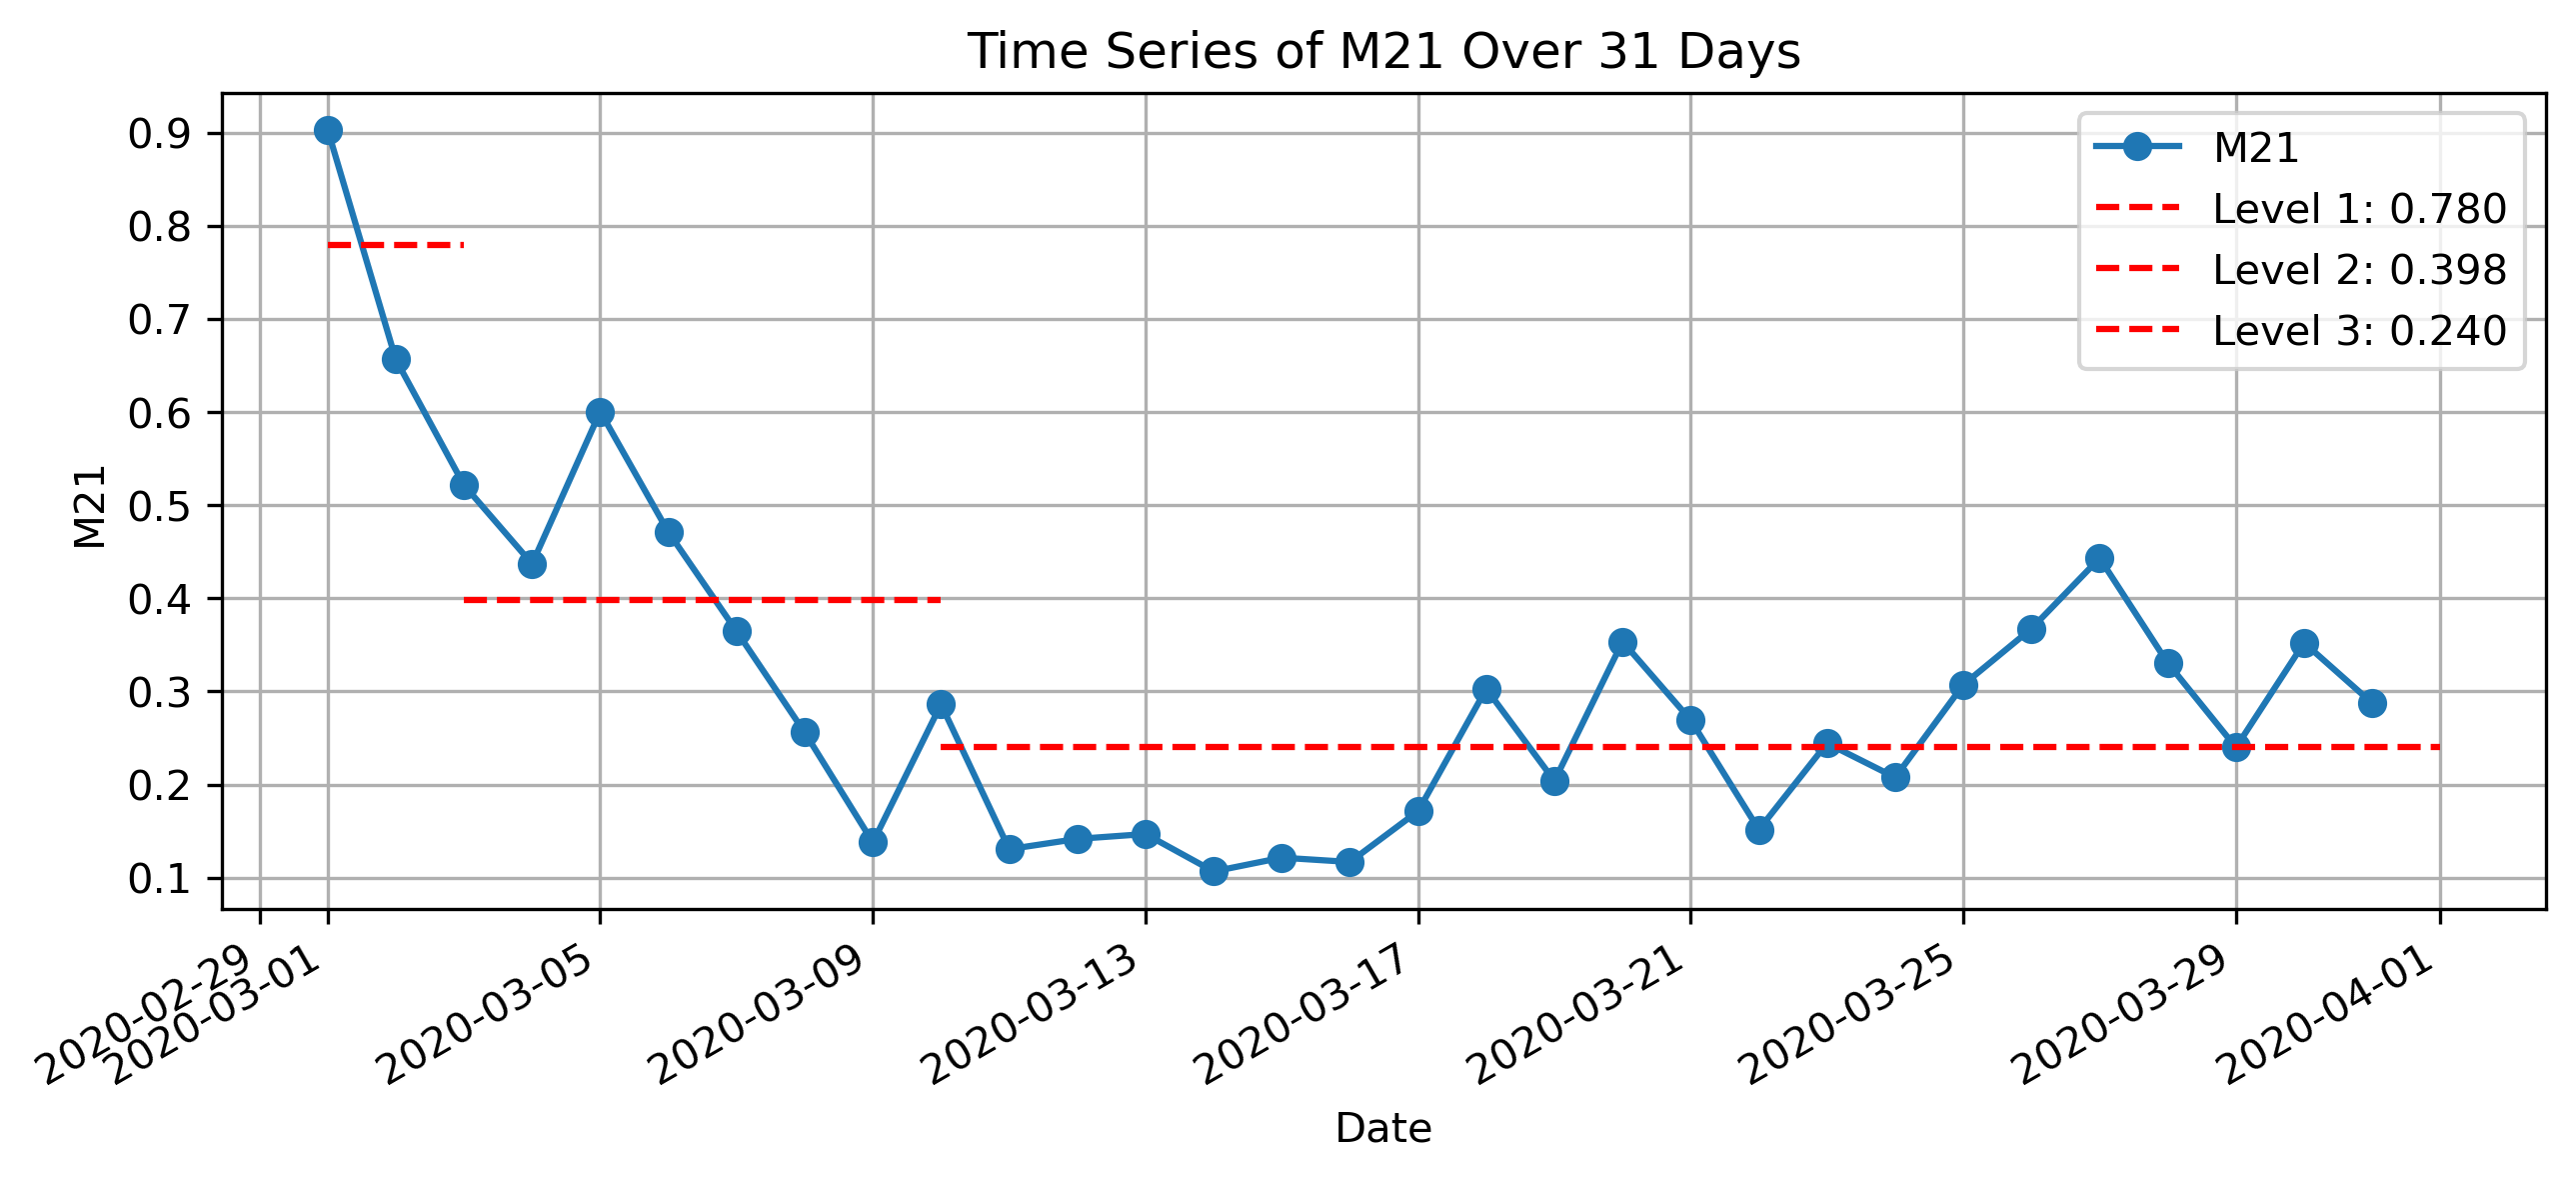 Time Series of M21 Over 31 Days
M21
Level 1: 0.780
Level 2: 0.398
Level 3: 0.240
0.9
0.8
0.7
0.6
0.5
0.4
0.3
0.2
0.1
M21
2020-02-29
2020-03-01
2020-03-05
2020-03-09
2020-03-13
2020-03-17
2020-03-21
2020-03-25
2020-03-29
2020-04-01
Date